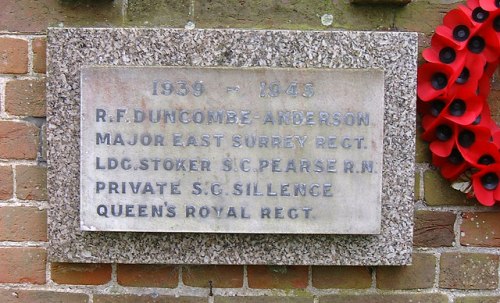 1939 - 1945
R.F. DUNCOMBE-ANDERSON
MAJOR EAST SURREY REGT.
LDG. STOKER S.C. PEARSE R.N.
PRIVATE S.G. SILLENCE
QUEEN'S ROYAL REGT.